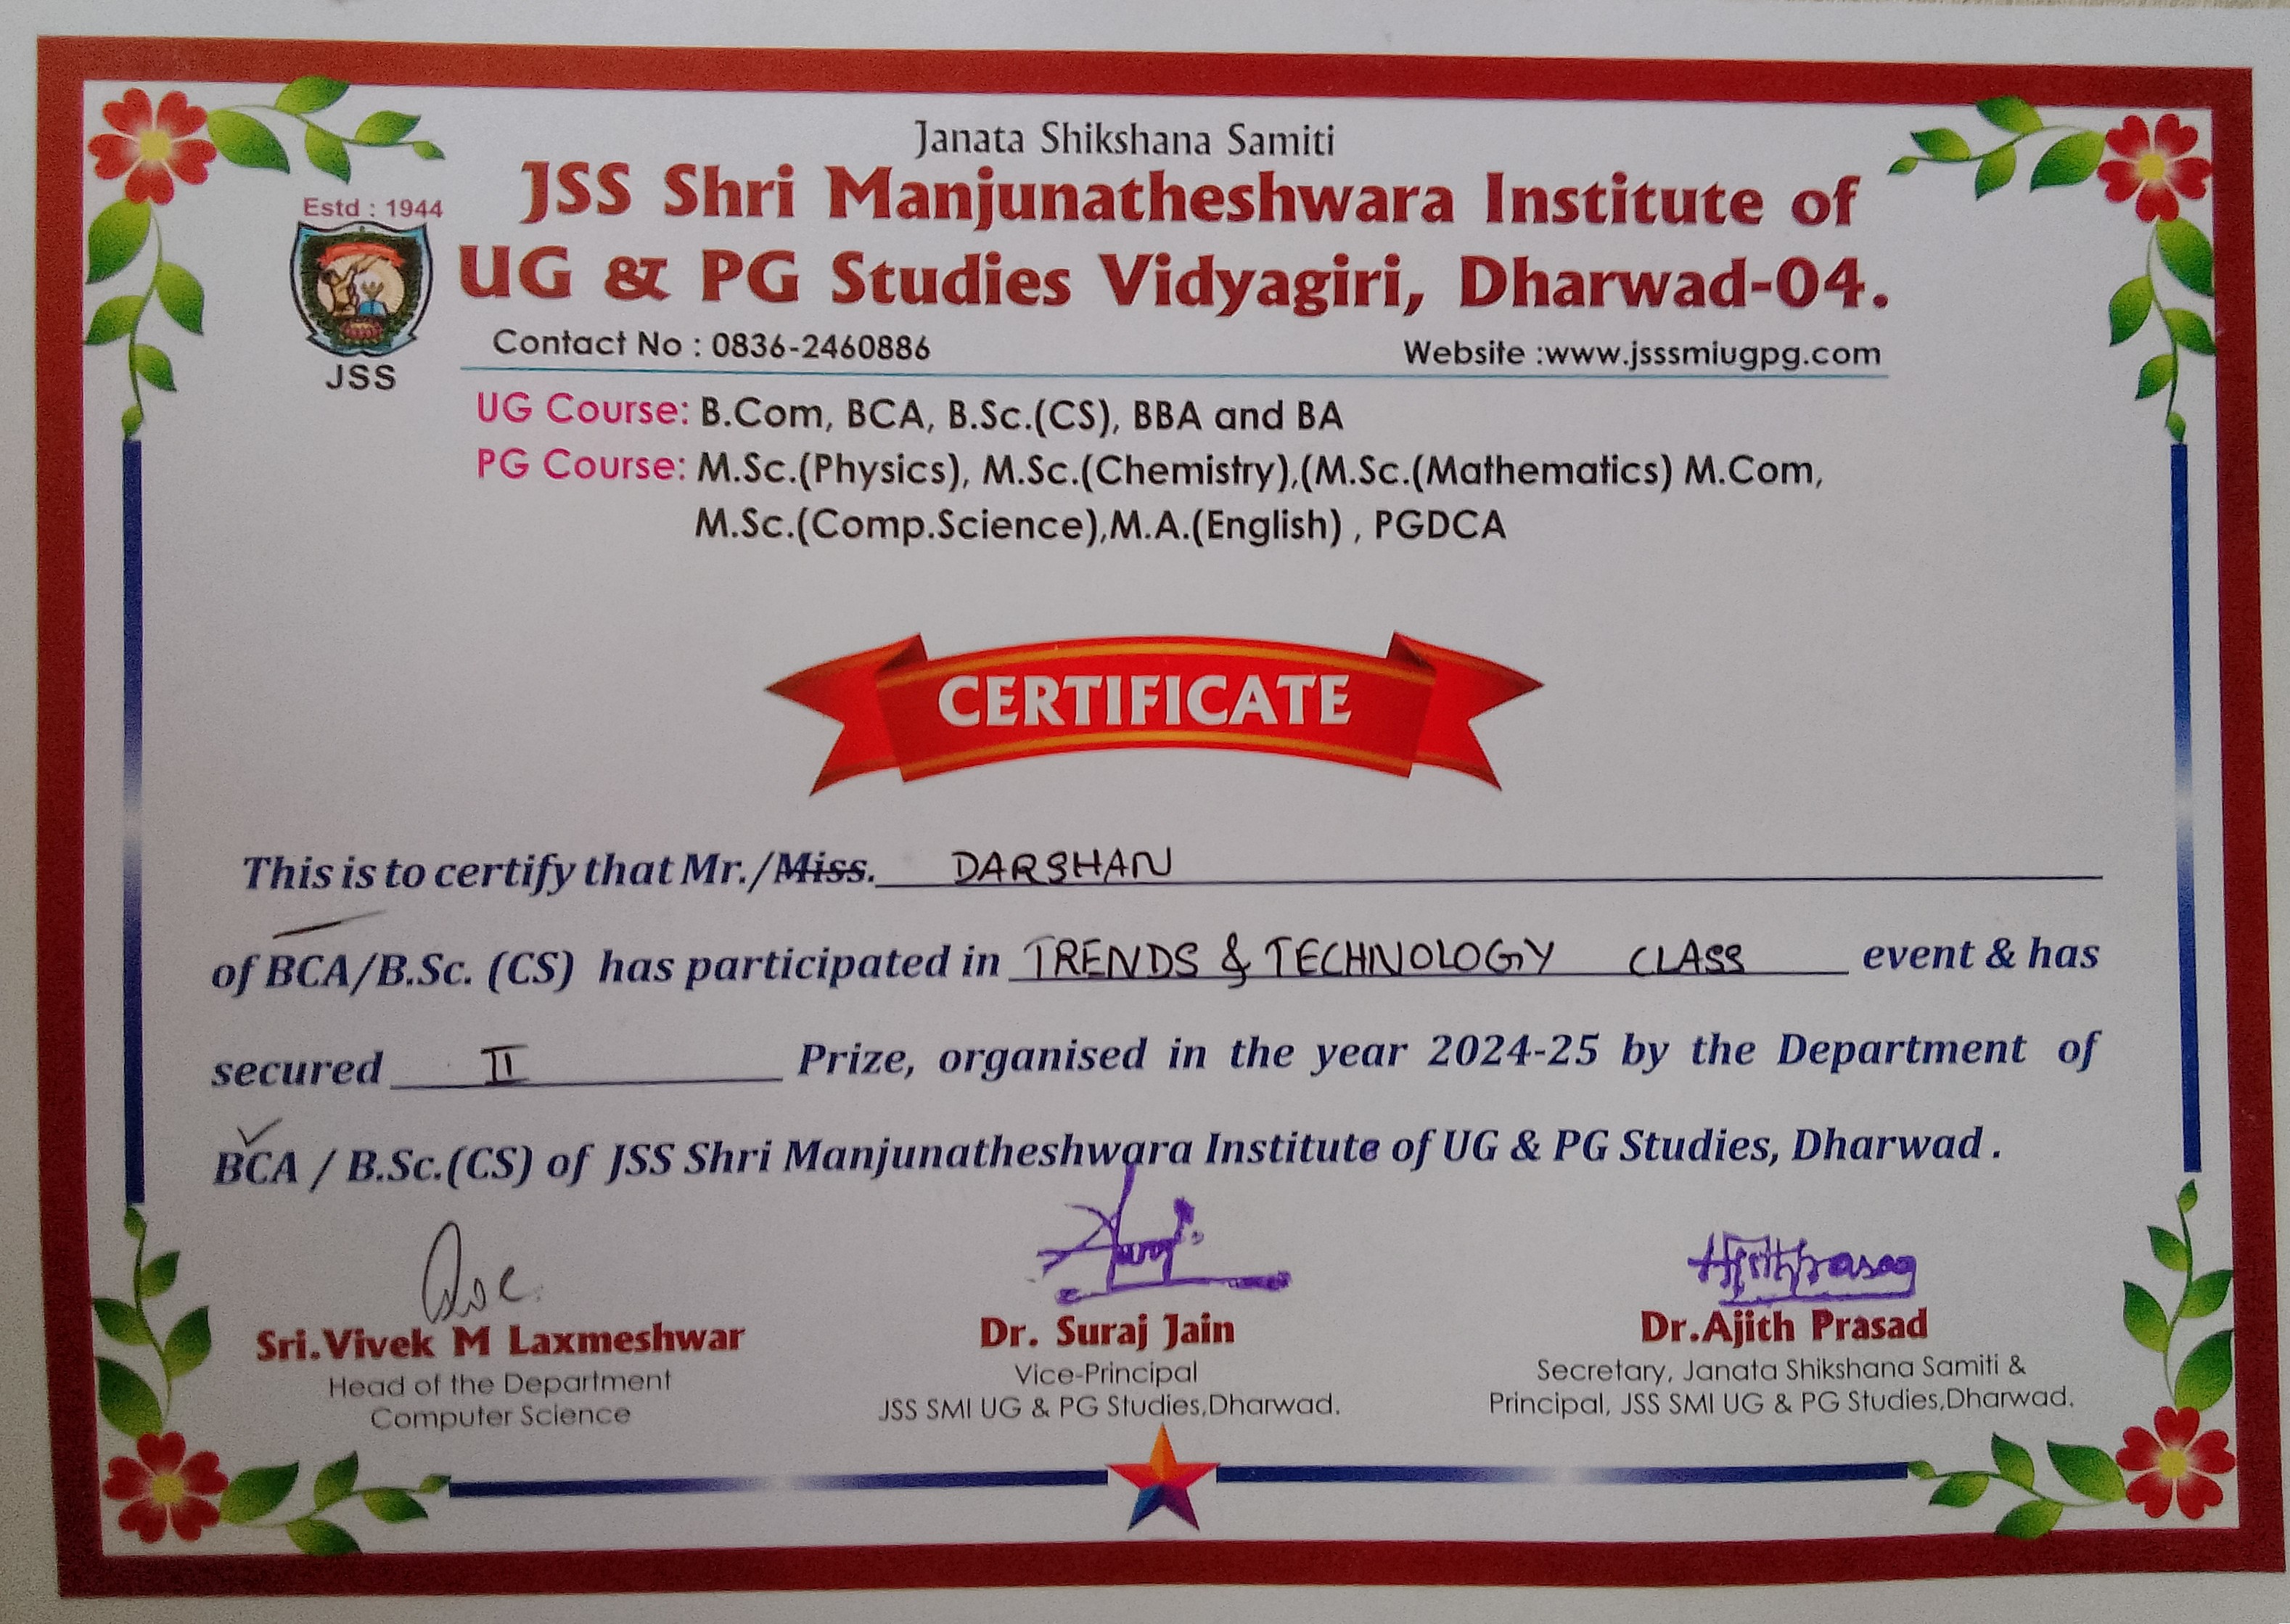 Janata Shikshana Samiti
JSS Shri Manjunatheshwara Institute of
UG & PG Studies Vidyagiri, Dharwad-04.
Estd : 1944
JSS
Contact No : 0836-2460886 Website :www.jsssmiugpg.com
UG Course: B.Com, BCA, B.Sc.(CS), BBA and BA
PG Course: M.Sc.(Physics), M.Sc.(Chemistry),(M.Sc.(Mathematics) M.Com,
M.Sc.(Comp.Science),M.A.(English) , PGDCA
CERTIFICATE
This is to certify that Mr./Miss. DARSHAN
of BCA/B.Sc. (CS) has participated in TRENDS & TECHNOLOGY CLASS event & has
secured II Prize, organised in the year 2024-25 by the Department of
BCA / B.Sc.(CS) of JSS Shri Manjunatheshwara Institute of UG & PG Studies, Dharwad .
Sri.Vivek M Laxmeshwar
Head of the Department
Computer Science
Dr. Suraj Jain
Vice-Principal
JSS SMI UG & PG Studies,Dharwad.
Ajithprasad
Dr.Ajith Prasad
Secretary, Janata Shikshana Samiti &
Principal, JSS SMI UG & PG Studies,Dharwad.